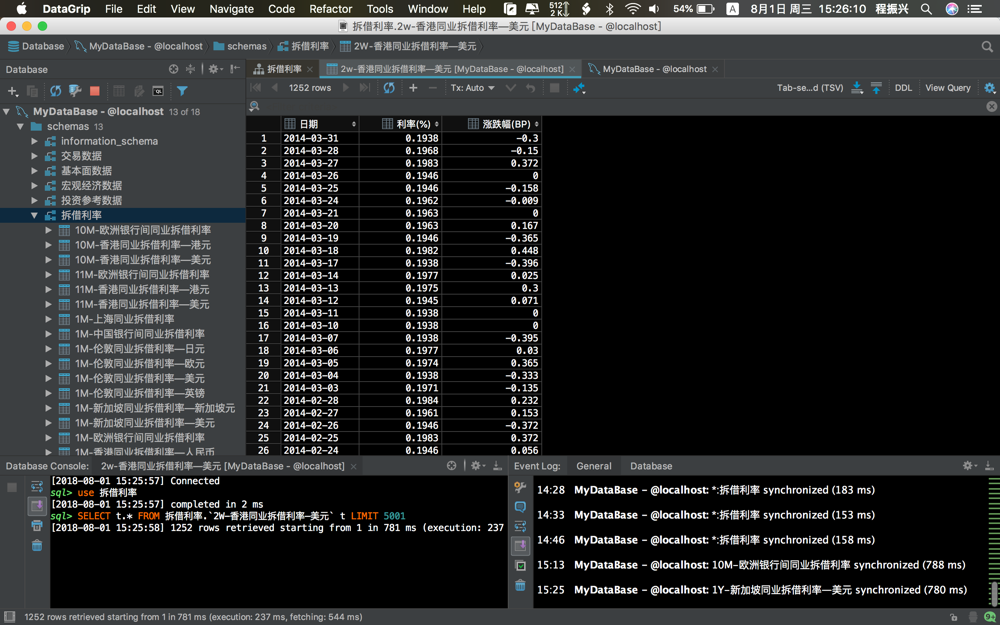 DataGrip File Edit View Navigate Code Refactor Tools Window Help 54% A 8月1日 周三 15:26:10 程振兴
拆借利率.2w-香港同业拆借利率—美元 [MyDataBase - @localhost]
Database MyDataBase - @localhost schemas 拆借利率 2W-香港同业拆借利率—美元
Database
拆借利率 2w-香港同业拆借利率—美元 [MyDataBase - @localhost] MyDataBase - @localhost
1252 rows Tx: Auto Tab-se...d (TSV) DDL View Query
MyDataBase - @localhost 13 of 18
schemas 13
information_schema
交易数据
基本面数据
宏观经济数据
投资参考数据
拆借利率
10M-欧洲银行间同业拆借利率
10M-香港同业拆借利率—港元
10M-香港同业拆借利率—美元
11M-欧洲银行间同业拆借利率
11M-香港同业拆借利率—港元
11M-香港同业拆借利率—美元
1M-上海同业拆借利率
1M-中国银行间同业拆借利率
1M-伦敦同业拆借利率—日元
1M-伦敦同业拆借利率—欧元
1M-伦敦同业拆借利率—美元
1M-伦敦同业拆借利率—英镑
1M-新加坡同业拆借利率—新加坡元
1M-新加坡同业拆借利率—美元
1M-欧洲银行间同业拆借利率
1M-香港同业拆借利率—人民币
日期 利率(%) 涨跌幅(BP)
1 2014-03-31 0.1938 -0.3
2 2014-03-28 0.1968 -0.15
3 2014-03-27 0.1983 0.372
4 2014-03-26 0.1946 0
5 2014-03-25 0.1946 -0.158
6 2014-03-24 0.1962 -0.009
7 2014-03-21 0.1963 0
8 2014-03-20 0.1963 0.167
9 2014-03-19 0.1946 -0.365
10 2014-03-18 0.1982 0.448
11 2014-03-17 0.1938 -0.396
12 2014-03-14 0.1977 0.025
13 2014-03-13 0.1975 0.3
14 2014-03-12 0.1945 0.071
15 2014-03-11 0.1938 0
16 2014-03-10 0.1938 0
17 2014-03-07 0.1938 -0.395
18 2014-03-06 0.1977 0.03
19 2014-03-05 0.1974 0.365
20 2014-03-04 0.1938 -0.333
21 2014-03-03 0.1971 -0.135
22 2014-02-28 0.1984 0.232
23 2014-02-27 0.1961 0.153
24 2014-02-26 0.1946 -0.372
25 2014-02-25 0.1983 0.372
26 2014-02-24 0.1946 0.056
Database Console: 2w-香港同业拆借利率—美元 [MyDataBase - @localhost]
[2018-08-01 15:25:57] Connected
sql> use 拆借利率
[2018-08-01 15:25:57] completed in 2 ms
sql> SELECT t.* FROM 拆借利率.`2W-香港同业拆借利率—美元` t LIMIT 5001
[2018-08-01 15:25:58] 1252 rows retrieved starting from 1 in 781 ms (execution: 237
Event Log: General Database
14:28 MyDataBase - @localhost: *:拆借利率 synchronized (183 ms)
14:33 MyDataBase - @localhost: *:拆借利率 synchronized (153 ms)
14:46 MyDataBase - @localhost: *:拆借利率 synchronized (158 ms)
15:13 MyDataBase - @localhost: 10M-欧洲银行间同业拆借利率 synchronized (788 ms)
15:25 MyDataBase - @localhost: 1Y-新加坡同业拆借利率—美元 synchronized (780 ms)
1252 rows retrieved starting from 1 in 781 ms (execution: 237 ms, fetching: 544 ms)